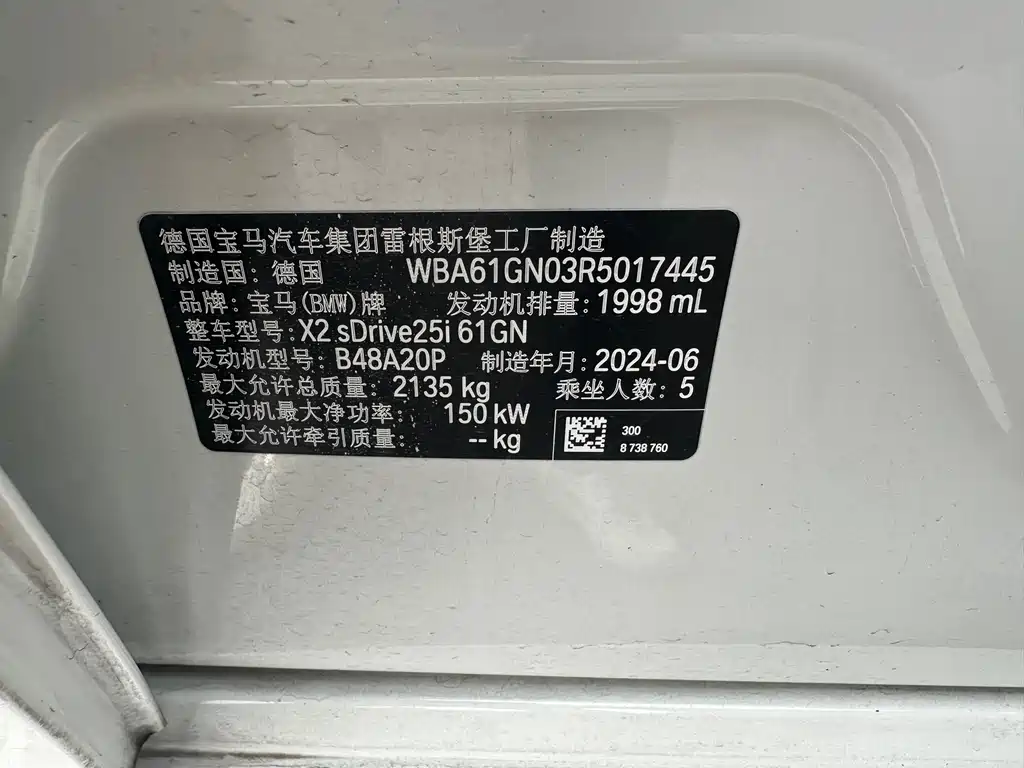 德国宝马汽车集团雷根斯堡工厂制造
制造国：德国 WBA61GN03R5017445
品牌：宝马(BMW)牌 发动机排量：1998 mL
整车型号：X2 sDrive25i 61GN
发动机型号：B48A20P 制造年月：2024-06
最大允许总质量：2135 kg 乘坐人数：5
发动机最大净功率：150 kW
最大允许牵引质量：-- kg
300
8 738 760